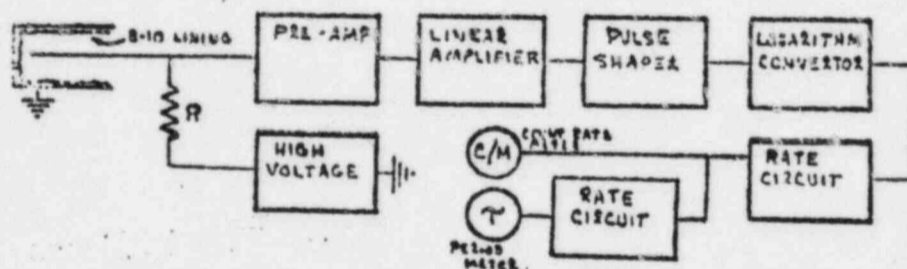 B-10 LINING
PRE-AMP
LINEAR
AMPLIFIER
PULSE
SHAPER
LOGARITHM
CONVERTOR
R
HIGH
VOLTAGE
C/M
COUNT RATE
METER
RATE
CIRCUIT
τ
PERIOD
METER
RATE
CIRCUIT